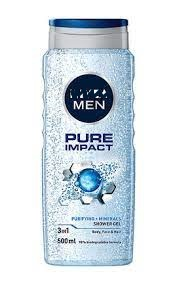 NIVEA
MEN
PURE
IMPACT
PURIFYING + MINERALS
SHOWER GEL
Body, Face & Hair
3in1
500ml